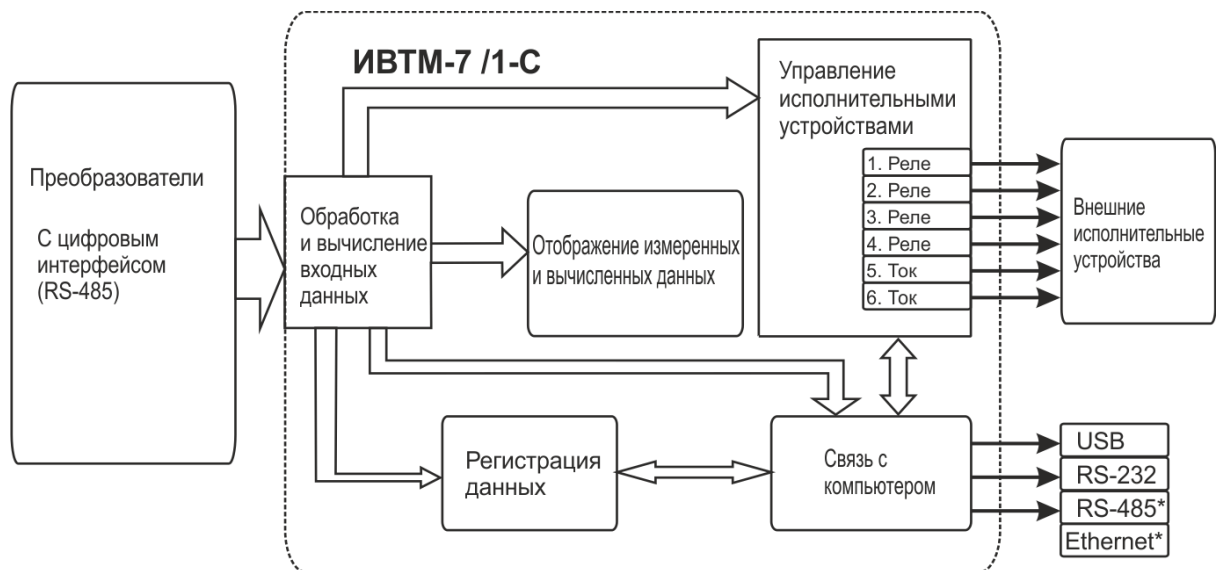 ИВТМ-7 /1-С
Преобразователи
С цифровым
интерфейсом
(RS-485)
Обработка
и вычисление
входных
данных
Отображение измеренных
и вычисленных данных
Управление
исполнительными
устройствами
1. Реле
2. Реле
3. Реле
4. Реле
5. Ток
6. Ток
Внешние
исполнительные
устройства
Регистрация
данных
Связь с
компьютером
USB
RS-232
RS-485*
Ethernet*